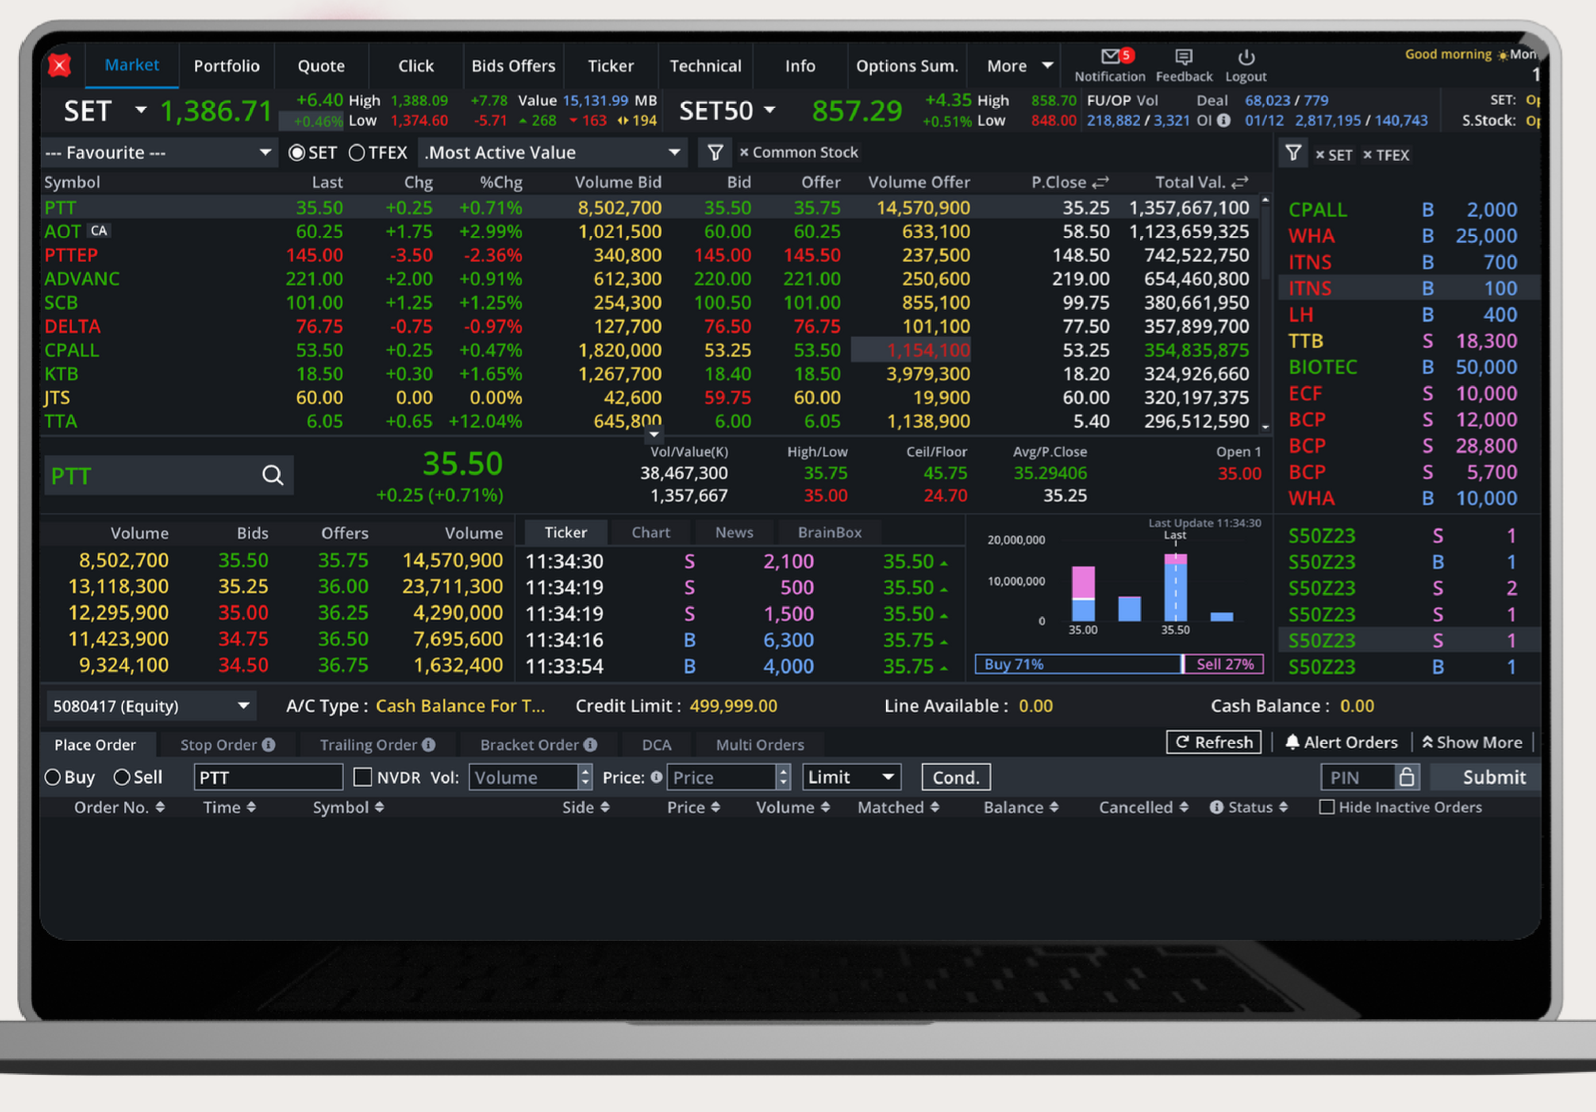 Market Portfolio Quote Click Bids Offers Ticker Technical Info Options Sum. More Notification 5 Feedback Logout Good morning Mon
1
SET 1,386.71 +6.40 High 1,388.09 +7.78 Value 15,131.99 MB SET50 857.29 +4.35 High 858.70 FU/OP Vol Deal 68,023 / 779 SET: Op
+0.46% Low 1,374.60 -5.71 268 163 194 +0.51% Low 848.00 218,882 / 3,321 OI 01/12 2,817,195 / 140,743 S.Stock: Op
--- Favourite --- SET TFEX .Most Active Value × Common Stock × SET × TFEX
Symbol Last Chg %Chg Volume Bid Bid Offer Volume Offer P.Close Total Val.
PTT 35.50 +0.25 +0.71% 8,502,700 35.50 35.75 14,570,900 35.25 1,357,667,100
AOT CA 60.25 +1.75 +2.99% 1,021,500 60.00 60.25 633,100 58.50 1,123,659,325
PTTEP 145.00 -3.50 -2.36% 340,800 145.00 145.50 237,500 148.50 742,522,750
ADVANC 221.00 +2.00 +0.91% 612,300 220.00 221.00 250,600 219.00 654,460,800
SCB 101.00 +1.25 +1.25% 254,300 100.50 101.00 855,100 99.75 380,661,950
DELTA 76.75 -0.75 -0.97% 127,700 76.50 76.75 101,100 77.50 357,899,700
CPALL 53.50 +0.25 +0.47% 1,820,000 53.25 53.50 1,154,100 53.25 354,835,875
KTB 18.50 +0.30 +1.65% 1,267,700 18.40 18.50 3,979,300 18.20 324,926,660
JTS 60.00 0.00 0.00% 42,600 59.75 60.00 19,900 60.00 320,197,375
TTA 6.05 +0.65 +12.04% 645,800 6.00 6.05 1,138,900 5.40 296,512,590
CPALL B 2,000
WHA B 25,000
ITNS B 700
ITNS B 100
LH B 400
TTB S 18,300
BIOTEC B 50,000
ECF S 10,000
BCP S 12,000
BCP S 28,800
BCP S 5,700
WHA B 10,000
PTT 35.50 Vol/Value(K) High/Low Ceil/Floor Avg/P.Close Open 1
38,467,300 35.75 45.75 35.29406 35.00
+0.25 (+0.71%) 1,357,667 35.00 24.70 35.25
Volume Bids Offers Volume
8,502,700 35.50 35.75 14,570,900
13,118,300 35.25 36.00 23,711,300
12,295,900 35.00 36.25 4,290,000
11,423,900 34.75 36.50 7,695,600
9,324,100 34.50 36.75 1,632,400
Ticker Chart News BrainBox
11:34:30 S 2,100 35.50
11:34:19 S 500 35.50
11:34:19 S 1,500 35.50
11:34:16 B 6,300 35.75
11:33:54 B 4,000 35.75
Last Update 11:34:30
Last
20,000,000
10,000,000
0
35.00 35.50
Buy 71% Sell 27%
S50Z23 S 1
S50Z23 B 1
S50Z23 S 2
S50Z23 S 1
S50Z23 S 1
S50Z23 B 1
5080417 (Equity) A/C Type : Cash Balance For T... Credit Limit : 499,999.00 Line Available : 0.00 Cash Balance : 0.00
Place Order Stop Order Trailing Order Bracket Order DCA Multi Orders Refresh Alert Orders Show More
Buy Sell PTT NVDR Vol: Volume Price: Price Limit Cond. PIN Submit
Order No. Time Symbol Side Price Volume Matched Balance Cancelled Status Hide Inactive Orders